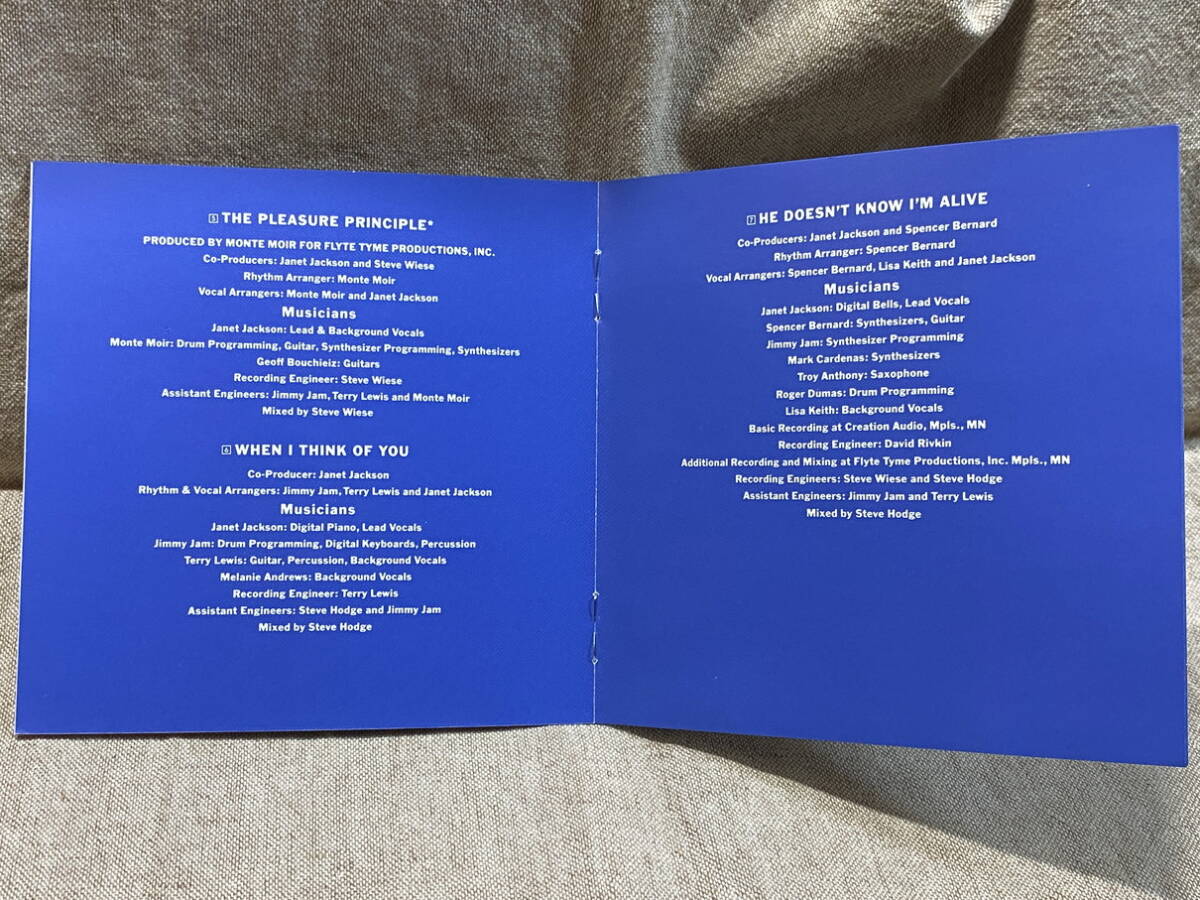 5 THE PLEASURE PRINCIPLE*
PRODUCED BY MONTE MOIR FOR FLYTE TYME PRODUCTIONS, INC.
Co-Producers: Janet Jackson and Steve Wiese
Rhythm Arranger: Monte Moir
Vocal Arrangers: Monte Moir and Janet Jackson
Musicians
Janet Jackson: Lead & Background Vocals
Monte Moir: Drum Programming, Guitar, Synthesizer Programming, Synthesizers
Geoff Bouchieiz: Guitars
Recording Engineer: Steve Wiese
Assistant Engineers: Jimmy Jam, Terry Lewis and Monte Moir
Mixed by Steve Wiese
6 WHEN I THINK OF YOU
Co-Producer: Janet Jackson
Rhythm & Vocal Arrangers: Jimmy Jam, Terry Lewis and Janet Jackson
Musicians
Janet Jackson: Digital Piano, Lead Vocals
Jimmy Jam: Drum Programming, Digital Keyboards, Percussion
Terry Lewis: Guitar, Percussion, Background Vocals
Melanie Andrews: Background Vocals
Recording Engineer: Terry Lewis
Assistant Engineers: Steve Hodge and Jimmy Jam
Mixed by Steve Hodge
7 HE DOESN'T KNOW I'M ALIVE
Co-Producers: Janet Jackson and Spencer Bernard
Rhythm Arranger: Spencer Bernard
Vocal Arrangers: Spencer Bernard, Lisa Keith and Janet Jackson
Musicians
Janet Jackson: Digital Bells, Lead Vocals
Spencer Bernard: Synthesizers, Guitar
Jimmy Jam: Synthesizer Programming
Mark Cardenas: Synthesizers
Troy Anthony: Saxophone
Roger Dumas: Drum Programming
Lisa Keith: Background Vocals
Basic Recording at Creation Audio, Mpls., MN
Recording Engineer: David Rivkin
Additional Recording and Mixing at Flyte Tyme Productions, Inc. Mpls., MN
Recording Engineers: Steve Wiese and Steve Hodge
Assistant Engineers: Jimmy Jam and Terry Lewis
Mixed by Steve Hodge